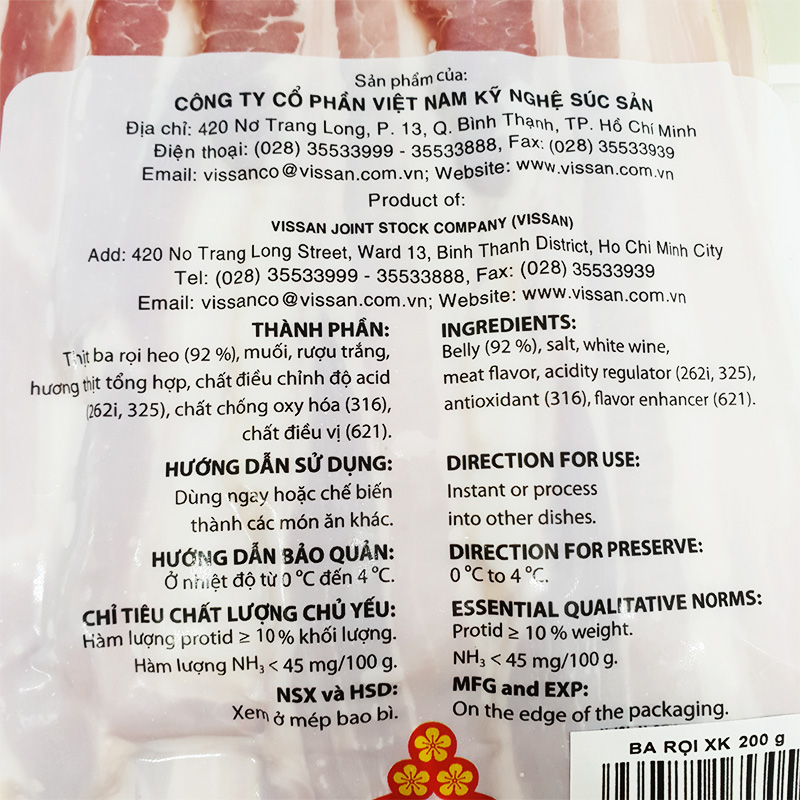 Sản phẩm của:
CÔNG TY CỔ PHẦN VIỆT NAM KỸ NGHỆ SÚC SẢN
Địa chỉ: 420 Nơ Trang Long, P. 13, Q. Bình Thạnh, TP. Hồ Chí Minh
Điện thoại: (028) 35533999 - 35533888, Fax: (028) 35533939
Email: vissanco@vissan.com.vn; Website: www.vissan.com.vn
Product of:
VISSAN JOINT STOCK COMPANY (VISSAN)
Add: 420 No Trang Long Street, Ward 13, Binh Thanh District, Ho Chi Minh City
Tel: (028) 35533999 - 35533888, Fax: (028) 35533939
Email: vissanco@vissan.com.vn; Website: www.vissan.com.vn
THÀNH PHẦN:
Thịt ba rọi heo (92 %), muối, rượu trắng,
hương thịt tổng hợp, chất điều chỉnh độ acid
(262i, 325), chất chống oxy hóa (316),
chất điều vị (621).
HƯỚNG DẪN SỬ DỤNG:
Dùng ngay hoặc chế biến
thành các món ăn khác.
HƯỚNG DẪN BẢO QUẢN:
Ở nhiệt độ từ 0 °C đến 4 °C.
CHỈ TIÊU CHẤT LƯỢNG CHỦ YẾU:
Hàm lượng protid ≥ 10 % khối lượng.
Hàm lượng NH₃ < 45 mg/100 g.
NSX và HSD:
Xem ở mép bao bì.
INGREDIENTS:
Belly (92 %), salt, white wine,
meat flavor, acidity regulator (262i, 325),
antioxidant (316), flavor enhancer (621).
DIRECTION FOR USE:
Instant or process
into other dishes.
DIRECTION FOR PRESERVE:
0 °C to 4 °C.
ESSENTIAL QUALITATIVE NORMS:
Protid ≥ 10 % weight.
NH₃ < 45 mg/100 g.
MFG and EXP:
On the edge of the packaging.
BA RỌI XK 200 g